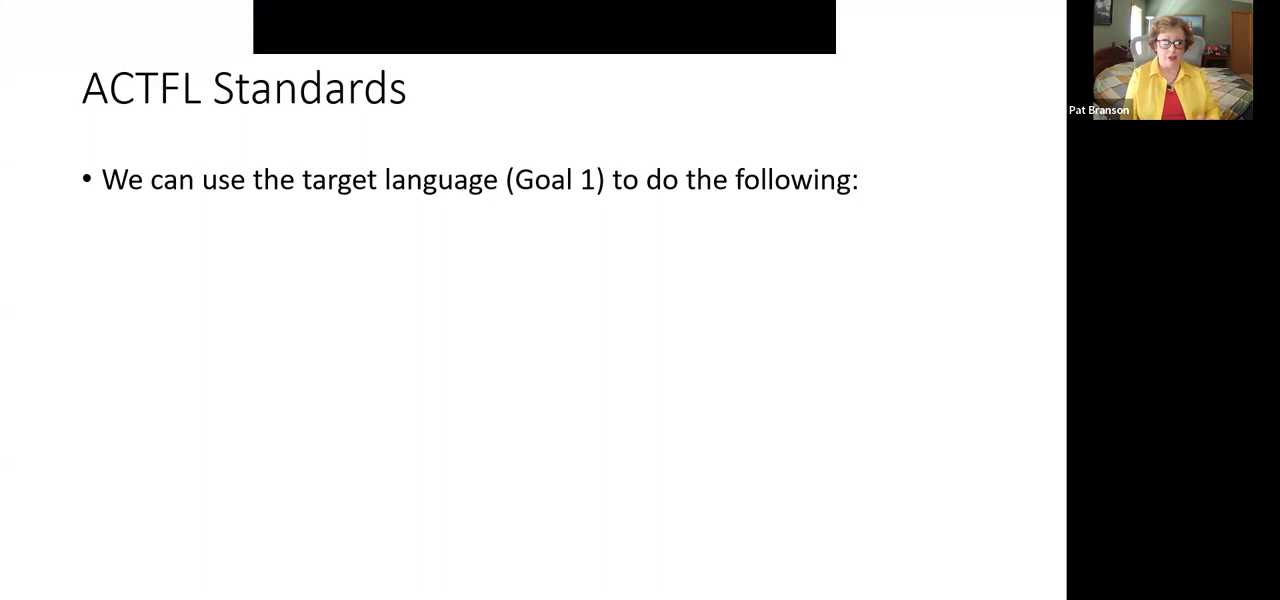 ACTFL Standards
• We can use the target language (Goal 1) to do the following:
Pat Branson